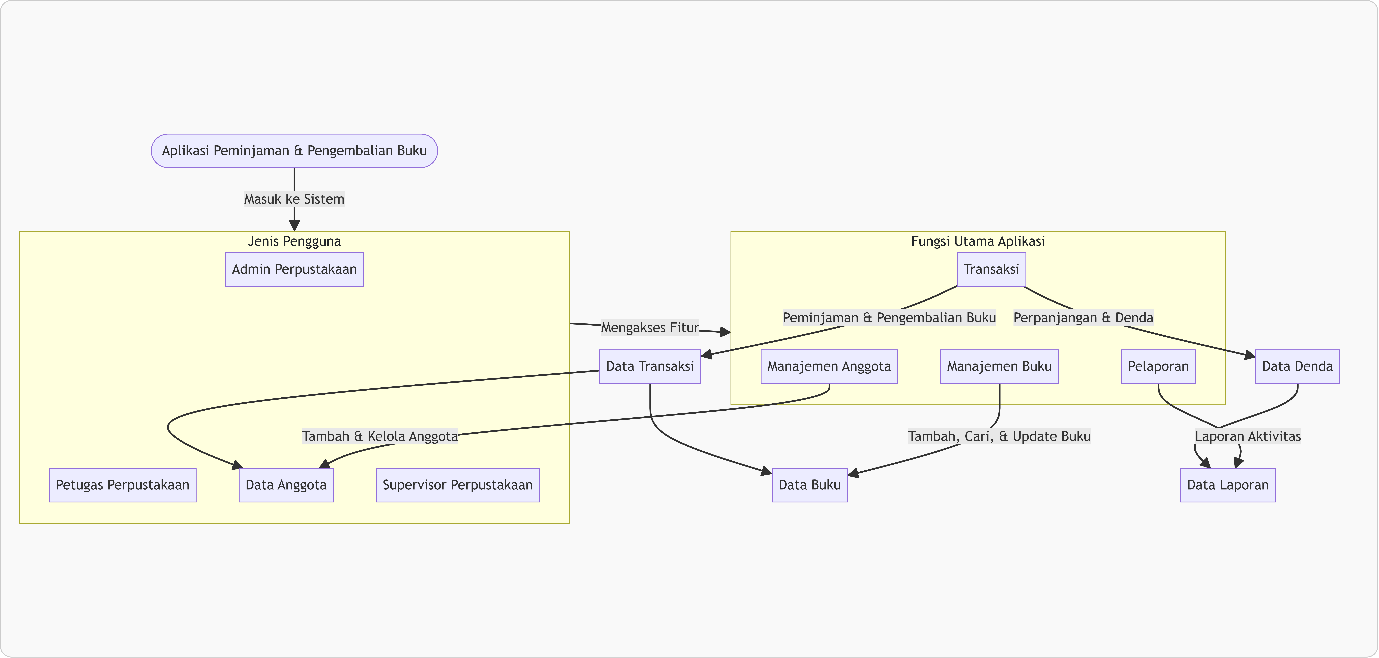 Aplikasi Peminjaman & Pengembalian Buku
Masuk ke Sistem
Jenis Pengguna
Admin Perpustakaan
Fungsi Utama Aplikasi
Transaksi
Mengakses Fitur
Peminjaman & Pengembalian Buku
Perpanjangan & Denda
Data Transaksi
Manajemen Anggota
Manajemen Buku
Pelaporan
Data Denda
Tambah & Kelola Anggota
Tambah, Cari, & Update Buku
Laporan Aktivitas
Petugas Perpustakaan
Data Anggota
Supervisor Perpustakaan
Data Buku
Data Laporan